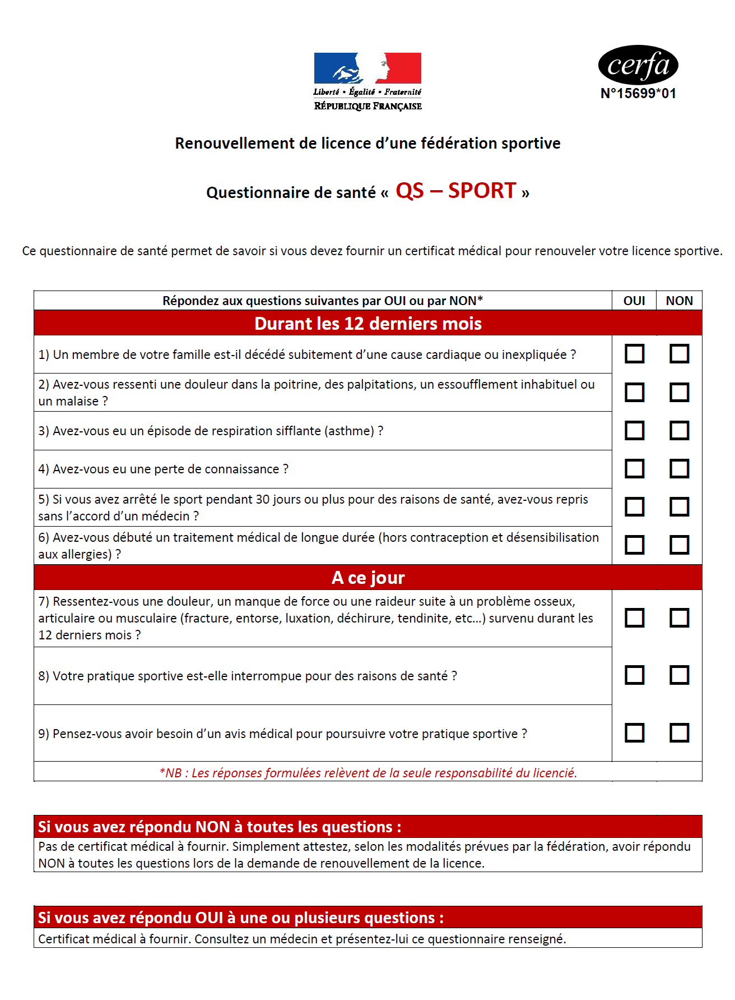 cerfa
N°15699*01
Liberté • Égalité • Fraternité
RÉPUBLIQUE FRANÇAISE
Renouvellement de licence d’une fédération sportive
Questionnaire de santé « QS – SPORT »
Ce questionnaire de santé permet de savoir si vous devez fournir un certificat médical pour renouveler votre licence sportive.
Répondez aux questions suivantes par OUI ou par NON* OUI NON
Durant les 12 derniers mois
1) Un membre de votre famille est-il décédé subitement d’une cause cardiaque ou inexpliquée ?
2) Avez-vous ressenti une douleur dans la poitrine, des palpitations, un essoufflement inhabituel ou
un malaise ?
3) Avez-vous eu un épisode de respiration sifflante (asthme) ?
4) Avez-vous eu une perte de connaissance ?
5) Si vous avez arrêté le sport pendant 30 jours ou plus pour des raisons de santé, avez-vous repris
sans l’accord d’un médecin ?
6) Avez-vous débuté un traitement médical de longue durée (hors contraception et désensibilisation
aux allergies) ?
A ce jour
7) Ressentez-vous une douleur, un manque de force ou une raideur suite à un problème osseux,
articulaire ou musculaire (fracture, entorse, luxation, déchirure, tendinite, etc…) survenu durant les
12 derniers mois ?
8) Votre pratique sportive est-elle interrompue pour des raisons de santé ?
9) Pensez-vous avoir besoin d’un avis médical pour poursuivre votre pratique sportive ?
*NB : Les réponses formulées relèvent de la seule responsabilité du licencié.
Si vous avez répondu NON à toutes les questions :
Pas de certificat médical à fournir. Simplement attestez, selon les modalités prévues par la fédération, avoir répondu
NON à toutes les questions lors de la demande de renouvellement de la licence.
Si vous avez répondu OUI à une ou plusieurs questions :
Certificat médical à fournir. Consultez un médecin et présentez-lui ce questionnaire renseigné.